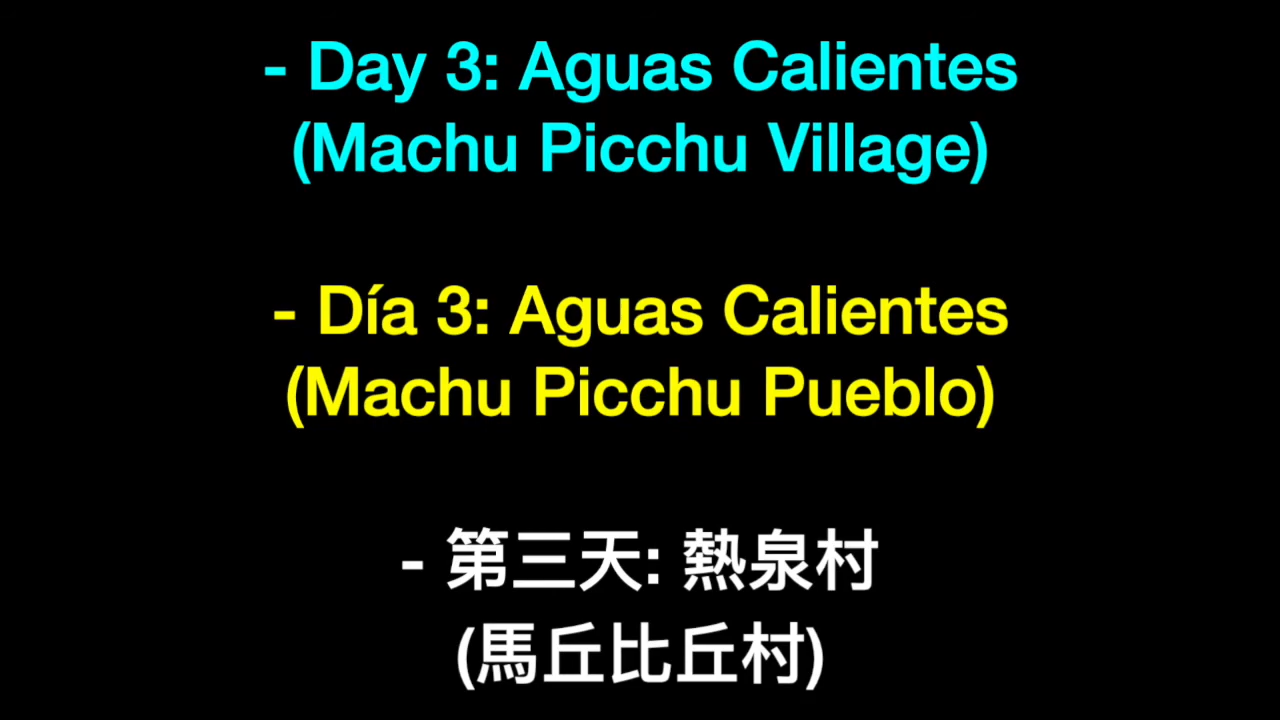 - Day 3: Aguas Calientes
(Machu Picchu Village)
- Día 3: Aguas Calientes
(Machu Picchu Pueblo)
- 第三天: 熱泉村
(馬丘比丘村)